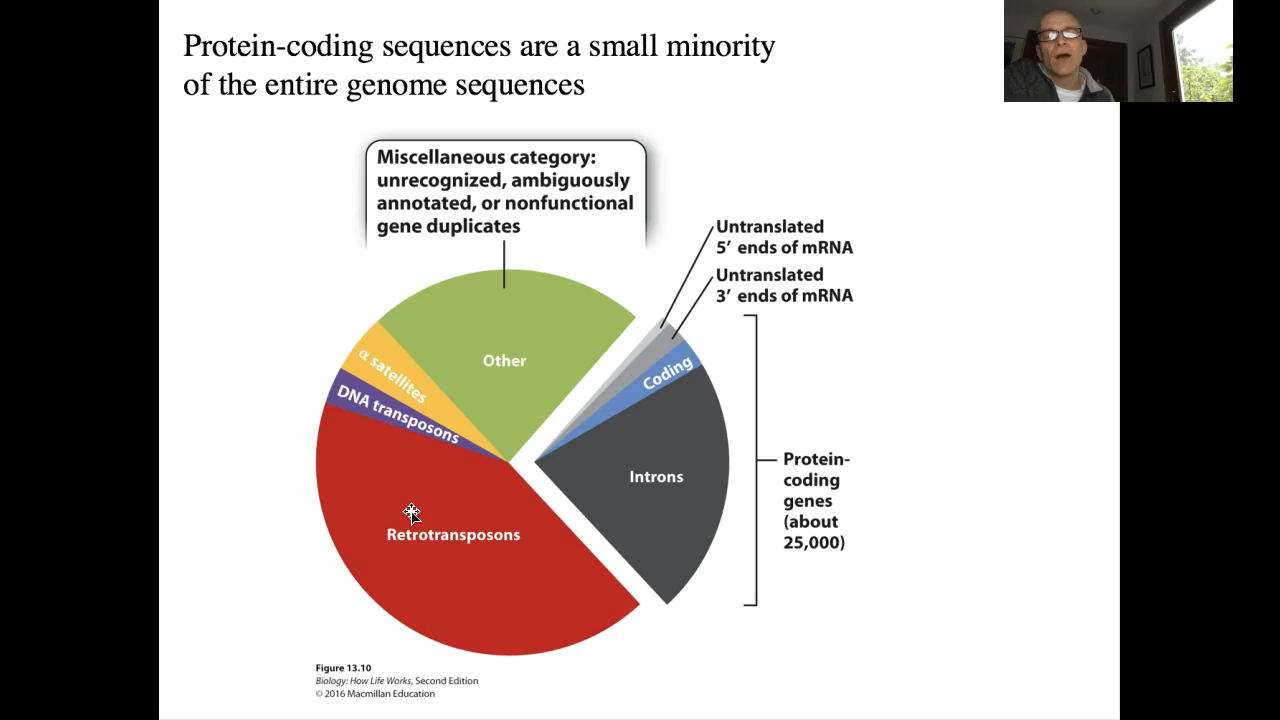 Protein-coding sequences are a small minority
of the entire genome sequences
Miscellaneous category:
unrecognized, ambiguously
annotated, or nonfunctional
gene duplicates
Untranslated
5′ ends of mRNA
Untranslated
3′ ends of mRNA
Other
α satellites
DNA transposons
Coding
Introns
Retrotransposons
Protein-
coding
genes
(about
25,000)
Figure 13.10
Biology: How Life Works, Second Edition
© 2016 Macmillan Education